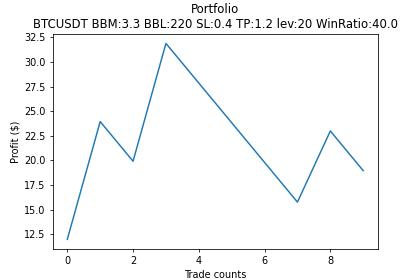 Portfolio
BTCUSDT BBM:3.3 BBL:220 SL:0.4 TP:1.2 lev:20 WinRatio:40.0
32.5
30.0
27.5
25.0
22.5
20.0
17.5
15.0
12.5
Profit ($)
0 2 4 6 8
Trade counts